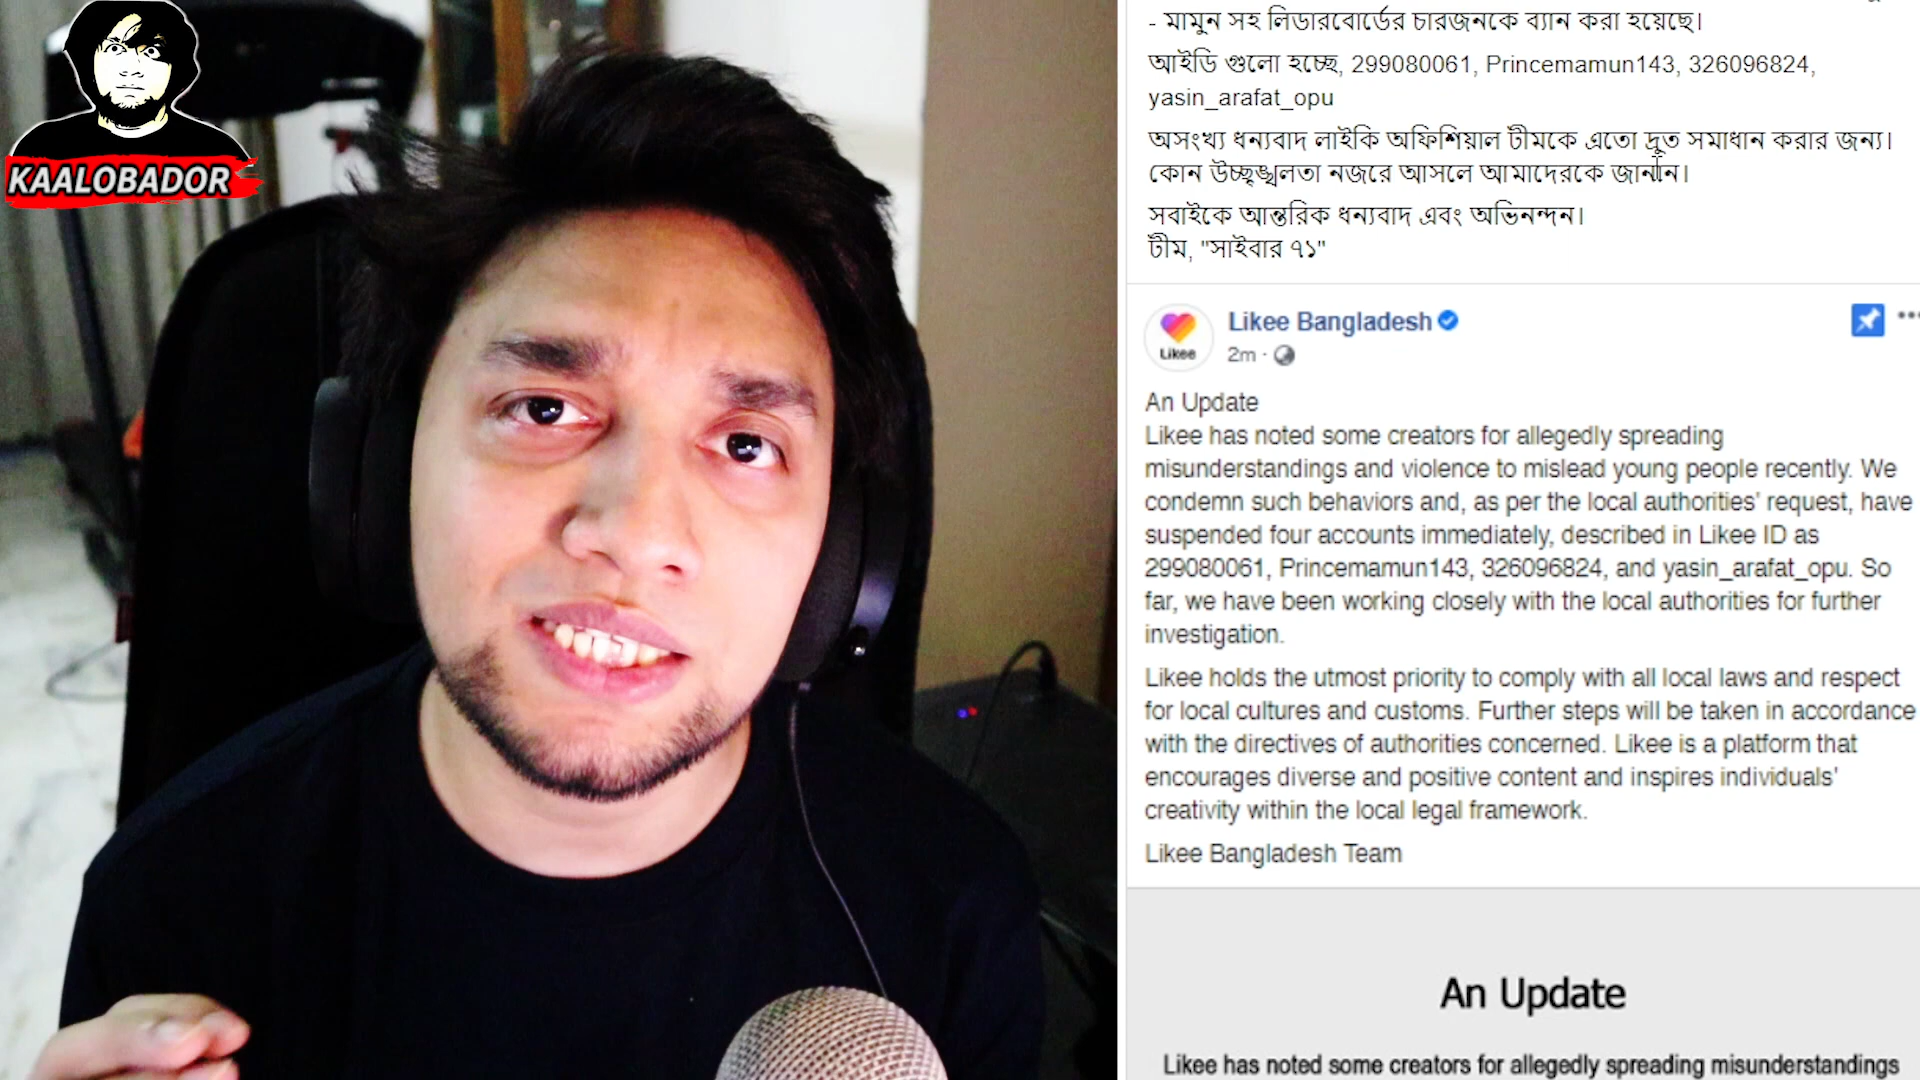 KAALOBADOR
- মামুন সহ লিডারবোর্ডের চারজনকে ব্যান করা হয়েছে।
আইডি গুলো হচ্ছে, 299080061, Princemamun143, 326096824,
yasin_arafat_opu
অসংখ্য ধন্যবাদ লাইকি অফিশিয়াল টীমকে এতো দ্রুত সমাধান করার জন্য।
কোন উচ্ছৃঙ্খলতা নজরে আসলে আমাদেরকে জানান।
সবাইকে আন্তরিক ধন্যবাদ এবং অভিনন্দন।
টীম, "সাইবার ৭১"
Likee Bangladesh
Likee
2m ·
An Update
Likee has noted some creators for allegedly spreading
misunderstandings and violence to mislead young people recently. We
condemn such behaviors and, as per the local authorities' request, have
suspended four accounts immediately, described in Likee ID as
299080061, Princemamun143, 326096824, and yasin_arafat_opu. So
far, we have been working closely with the local authorities for further
investigation.
Likee holds the utmost priority to comply with all local laws and respect
for local cultures and customs. Further steps will be taken in accordance
with the directives of authorities concerned. Likee is a platform that
encourages diverse and positive content and inspires individuals'
creativity within the local legal framework.
Likee Bangladesh Team
An Update
Likee has noted some creators for allegedly spreading misunderstandings